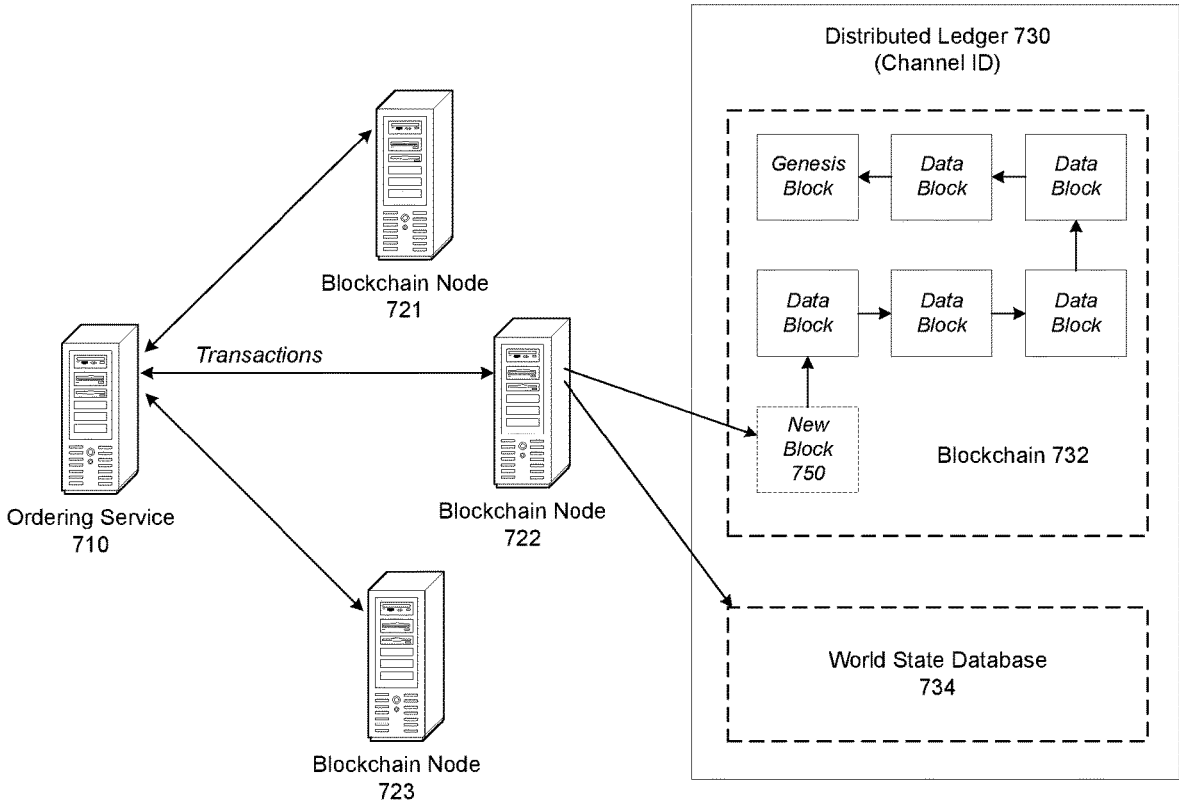 Distributed Ledger 730
(Channel ID)
Genesis
Block
Data
Block
Data
Block
Blockchain Node
721
Data
Block
Data
Block
Data
Block
Transactions
New
Block
750
Blockchain 732
Ordering Service
710
Blockchain Node
722
World State Database
734
Blockchain Node
723